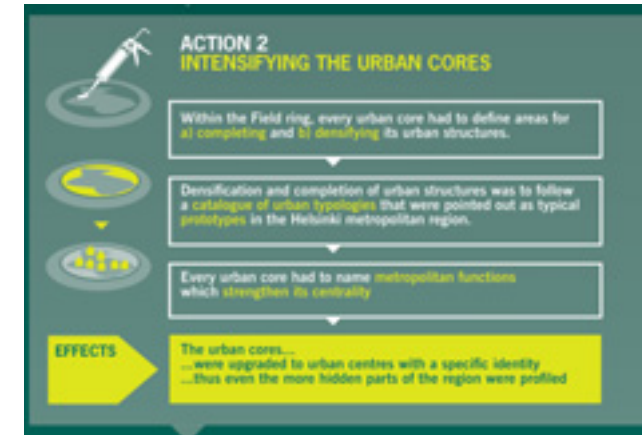 ACTION 2
INTENSIFYING THE URBAN CORES
Within the Field ring, every urban core had to define areas for
a) completing and b) densifying its urban structures.
Densification and completion of urban structures was to follow
a catalogue of urban typologies that were pointed out as typical
prototypes in the Helsinki metropolitan region.
Every urban core had to name metropolitan functions
which strengthen its centrality
EFFECTS
The urban cores...
...were upgraded to urban centres with a specific identity
...thus even the more hidden parts of the region were profiled